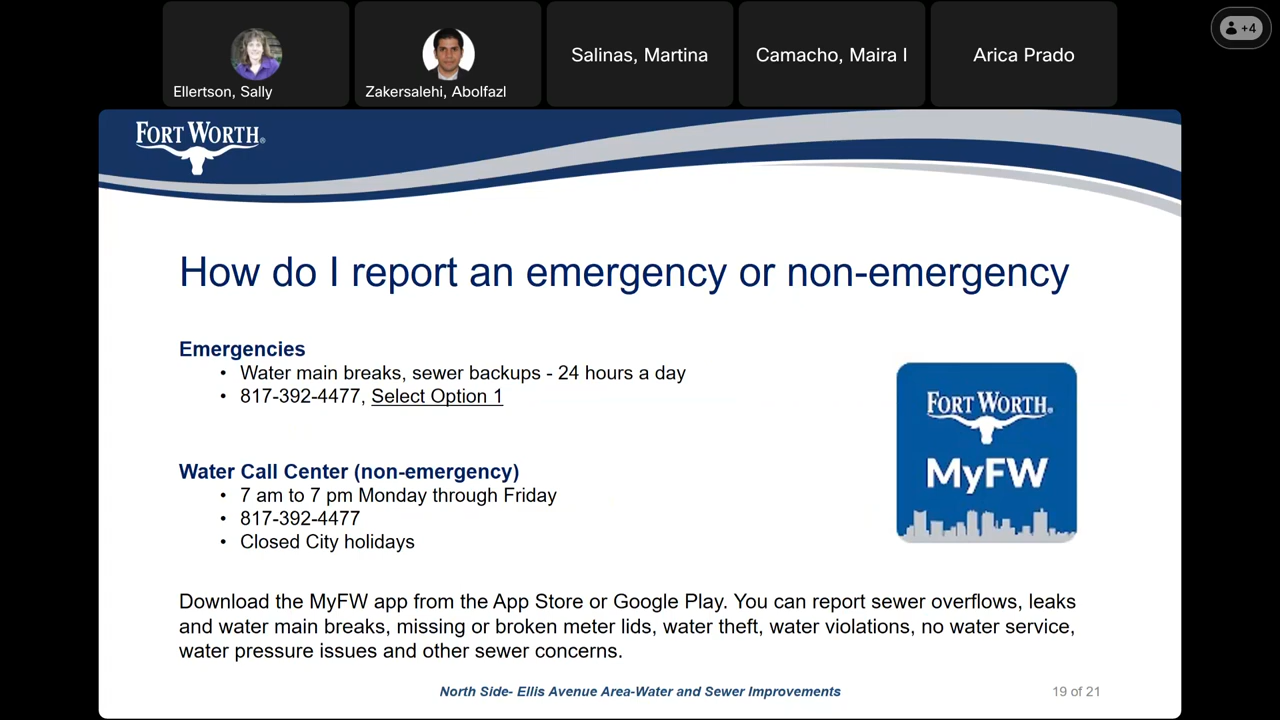 Ellertson, Sally
Zakersalehi, Abolfazl
Salinas, Martina
Camacho, Maira I
Arica Prado
+4
FORT WORTH®
How do I report an emergency or non-emergency
Emergencies
• Water main breaks, sewer backups - 24 hours a day
• 817-392-4477, Select Option 1
Water Call Center (non-emergency)
• 7 am to 7 pm Monday through Friday
• 817-392-4477
• Closed City holidays
FORT WORTH®
MyFW
Download the MyFW app from the App Store or Google Play. You can report sewer overflows, leaks
and water main breaks, missing or broken meter lids, water theft, water violations, no water service,
water pressure issues and other sewer concerns.
North Side- Ellis Avenue Area-Water and Sewer Improvements
19 of 21